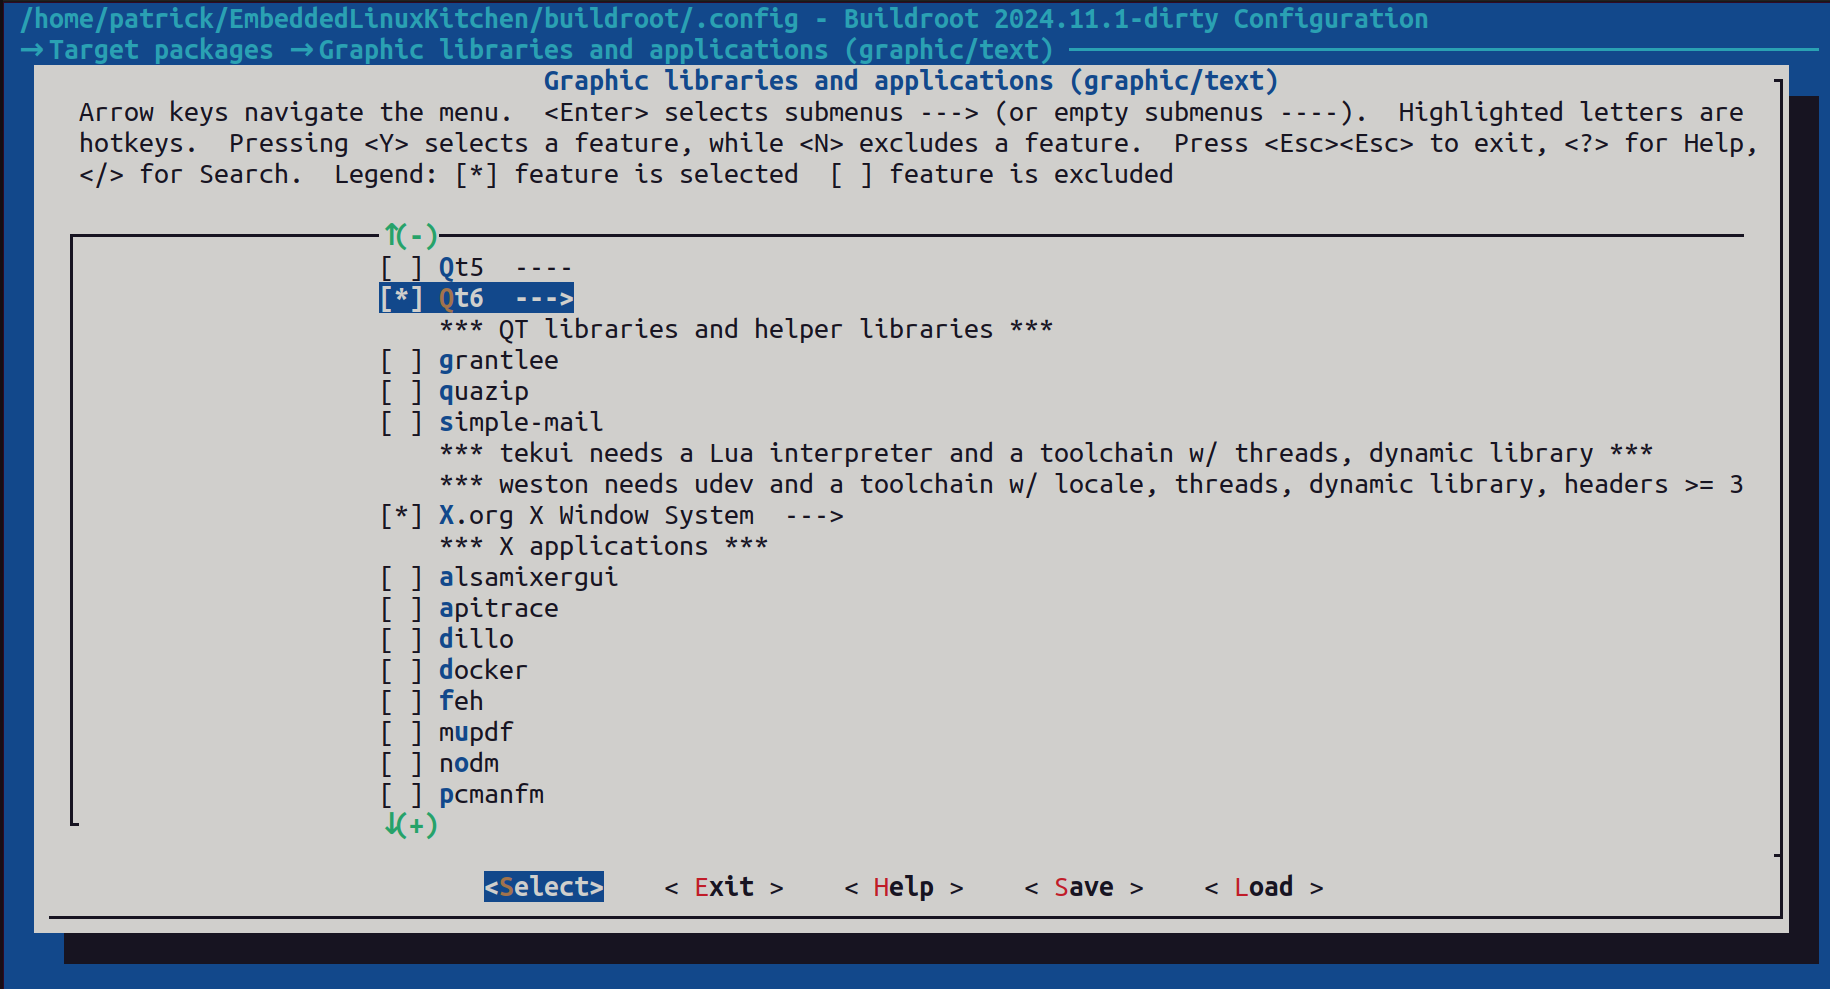 /home/patrick/EmbeddedLinuxKitchen/buildroot/.config - Buildroot 2024.11.1-dirty Configuration
→Target packages →Graphic libraries and applications (graphic/text)
Graphic libraries and applications (graphic/text)
Arrow keys navigate the menu.  <Enter> selects submenus ---> (or empty submenus ----).  Highlighted letters are
hotkeys.  Pressing <Y> selects a feature, while <N> excludes a feature.  Press <Esc><Esc> to exit, <?> for Help,
</> for Search.  Legend: [*] feature is selected  [ ] feature is excluded
↑(-)
[ ] Qt5  ----
[*] Qt6  --->
*** QT libraries and helper libraries ***
[ ] grantlee
[ ] quazip
[ ] simple-mail
*** tekui needs a Lua interpreter and a toolchain w/ threads, dynamic library ***
*** weston needs udev and a toolchain w/ locale, threads, dynamic library, headers >= 3
[*] X.org X Window System  --->
*** X applications ***
[ ] alsamixergui
[ ] apitrace
[ ] dillo
[ ] docker
[ ] feh
[ ] mupdf
[ ] nodm
[ ] pcmanfm
↓(+)
<Select>    < Exit >    < Help >    < Save >    < Load >